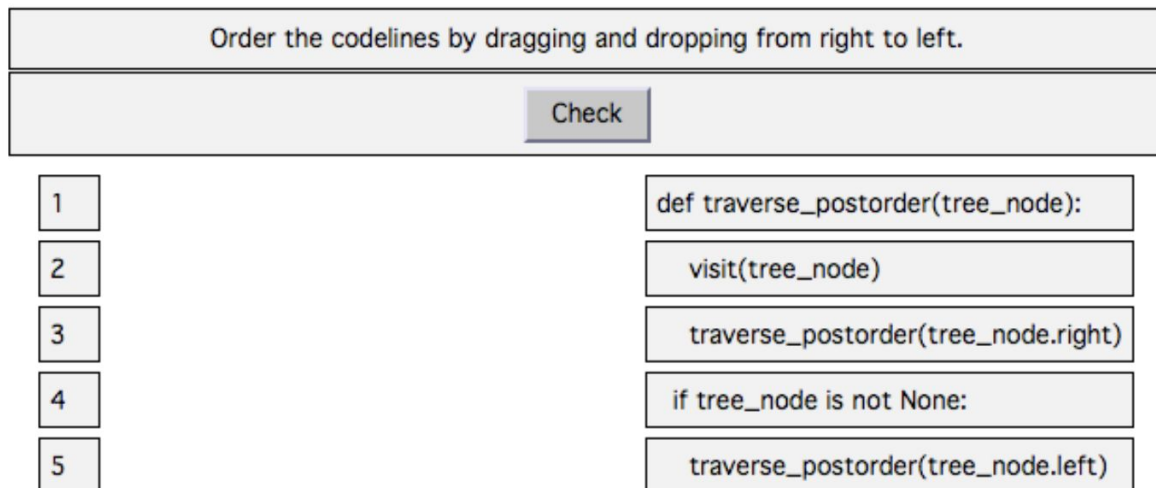 Order the codelines by dragging and dropping from right to left.
Check
1 def traverse_postorder(tree_node):
2 visit(tree_node)
3 traverse_postorder(tree_node.right)
4 if tree_node is not None:
5 traverse_postorder(tree_node.left)